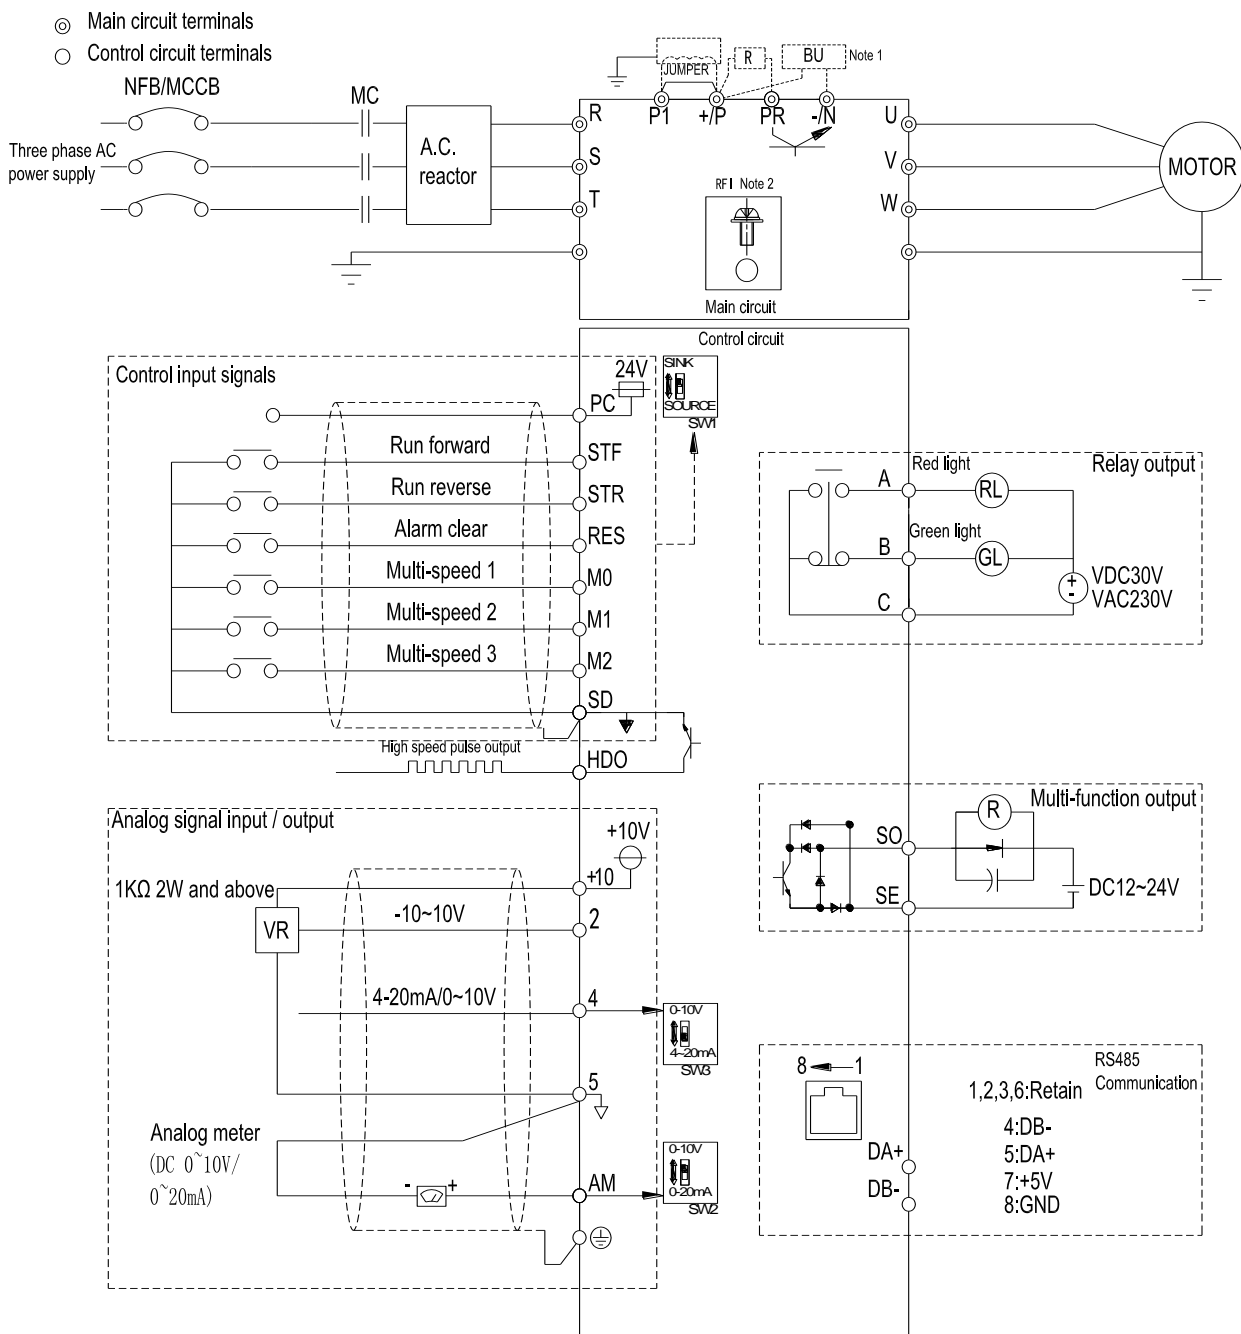 Main circuit terminals
Control circuit terminals
NFB/MCCB
MC
Three phase AC
power supply
A.C.
reactor
JUMPER
R
BU
Note 1
P1
+/P
PR
-/N
R
S
T
U
V
W
MOTOR
RFI Note 2
Main circuit
Control circuit
Control input signals
24V
PC
SINK
SOURCE
SW1
Run forward
STF
Run reverse
STR
Alarm clear
RES
Multi-speed 1
M0
Multi-speed 2
M1
Multi-speed 3
M2
SD
High speed pulse output
HDO
Relay output
Red light
A
RL
Green light
B
GL
C
+
-
VDC30V
VAC230V
Multi-function output
R
SO
SE
DC12~24V
Analog signal input / output
+10V
+10
1KΩ 2W and above
VR
-10~10V
2
4-20mA/0~10V
4
0-10V
4~20mA
SW3
5
Analog meter
(DC 0~10V/
0~20mA)
-
+
AM
0-10V
0-20mA
SW2
RS485
Communication
8
1
1,2,3,6:Retain
4:DB-
5:DA+
7:+5V
8:GND
DA+
DB-